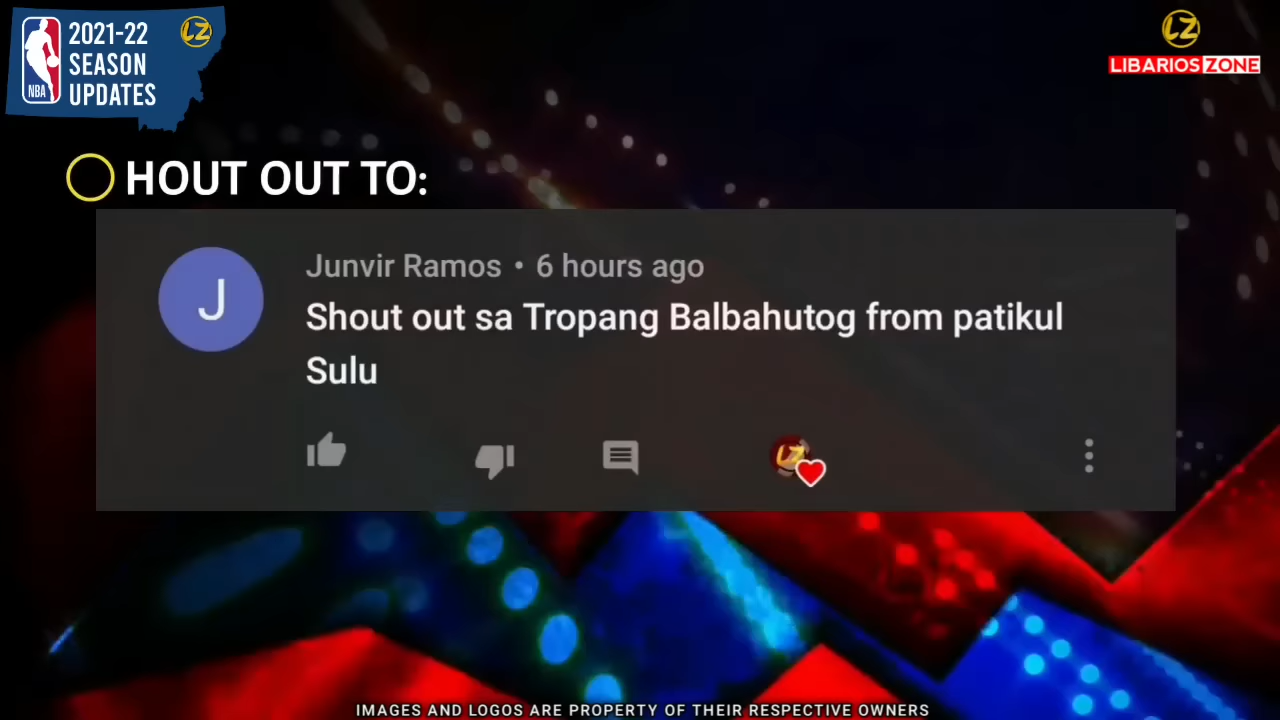 2021-22
SEASON
UPDATES
NBA
LZ
LZ
LIBARIOS ZONE
HOUT OUT TO:
J
Junvir Ramos • 6 hours ago
Shout out sa Tropang Balbahutog from patikul
Sulu
LZ
IMAGES AND LOGOS ARE PROPERTY OF THEIR RESPECTIVE OWNERS